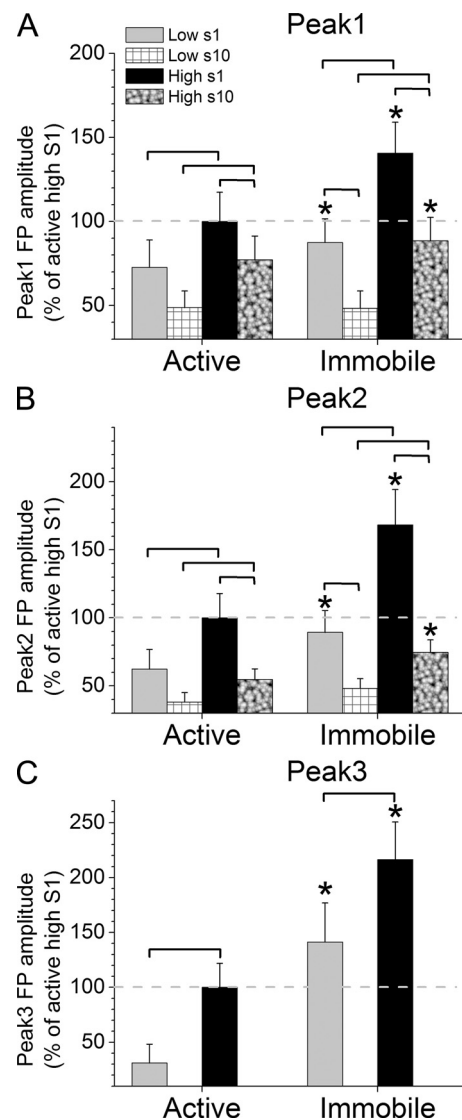 A
Peak1
Low s1
Low s10
High s1
High s10
Peak1 FP amplitude
(% of active high S1)
200
150
100
50
*
*
*
Active
Immobile
B
Peak2
Peak2 FP amplitude
(% of active high S1)
200
150
100
50
*
*
*
Active
Immobile
C
Peak3
Peak3 FP amplitude
(% of active high S1)
250
200
150
100
50
*
*
Active
Immobile